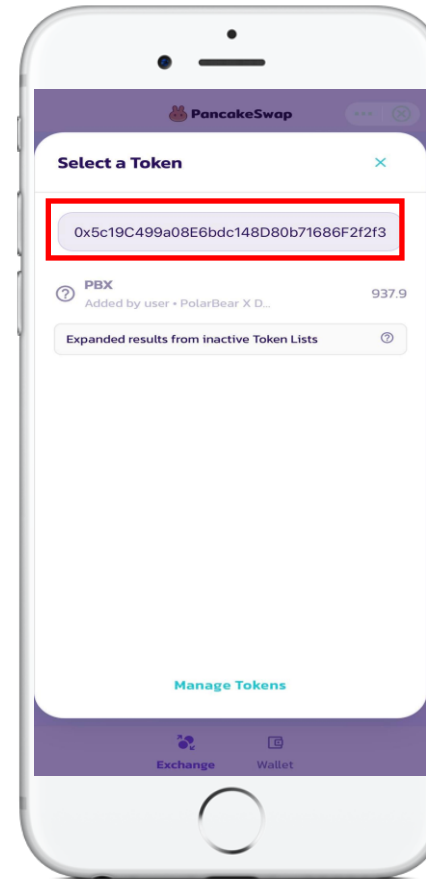 PancakeSwap
Select a Token
0x5c19C499a08E6bdc148D80b71686F2f2f3
PBX
Added by user • PolarBear X D...
937.9
Expanded results from inactive Token Lists
Manage Tokens
Exchange
Wallet